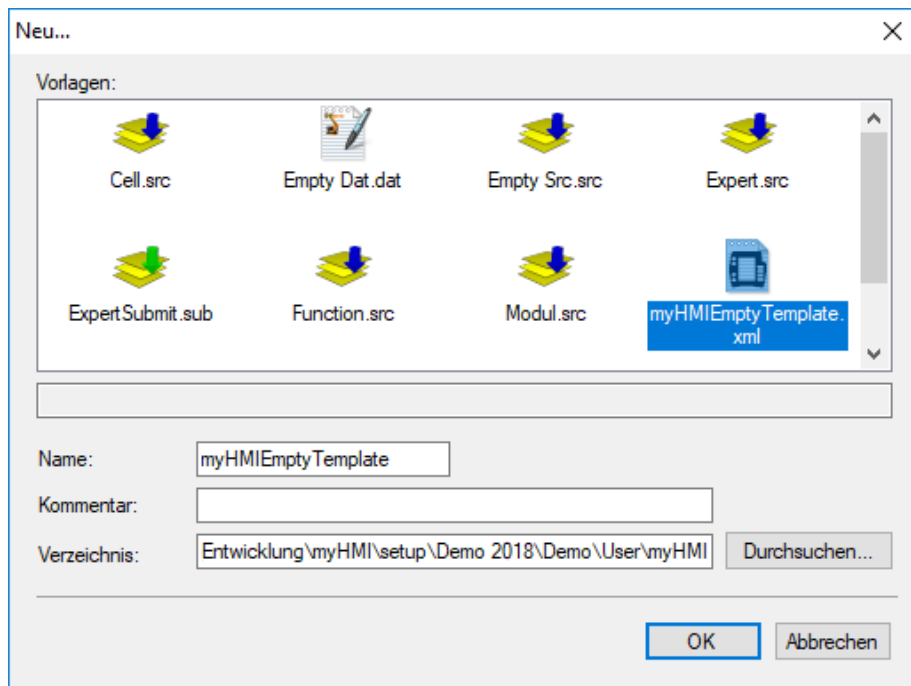 Neu...
Vorlagen:
Cell.src
Empty Dat.dat
Empty Src.src
Expert.src
ExpertSubmit.sub
Function.src
Modul.src
myHMIEmptyTemplate.
xml
Name:
myHMIEmptyTemplate
Kommentar:
Verzeichnis:
Entwicklung\myHMI\setup\Demo 2018\Demo\User\myHMI
Durchsuchen...
OK
Abbrechen